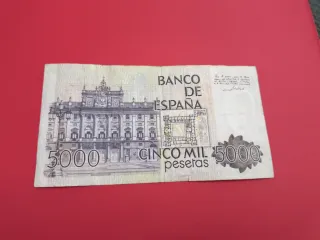 BANCO
DE
ESPAÑA
5000
CINCO MIL
pesetas
5000